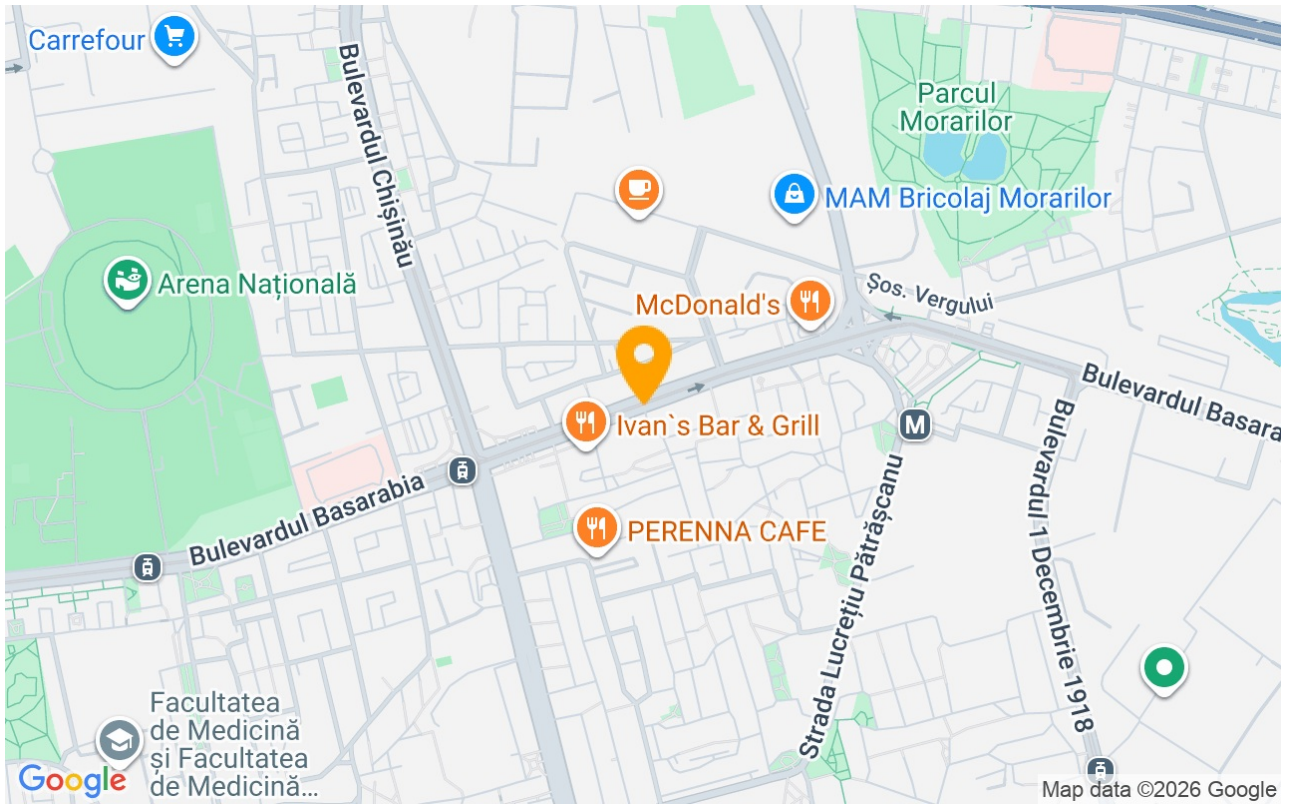 Carrefour
Bulevardul Chișinău
Parcul
Morarilor
MAM Bricolaj Morarilor
Arena Națională
McDonald's
Șos. Vergului
Bulevardul Basara
Ivan`s Bar & Grill
M
Bulevardul Basarabia
PERENNA CAFE
Strada Lucrețiu Pătrășcanu
Bulevardul 1 Decembrie 1918
Facultatea
de Medicină
și Facultatea
de Medicină...
Google
Map data ©2026 Google